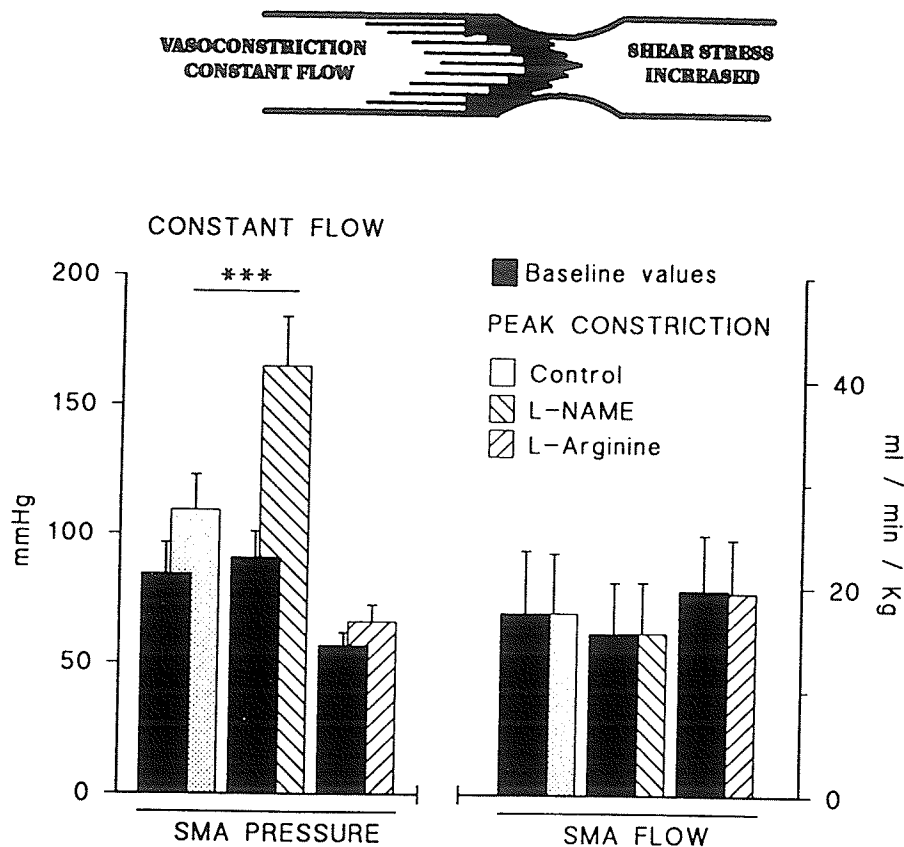 VASOCONSTRICTION
CONSTANT FLOW
SHEAR STRESS
INCREASED
CONSTANT FLOW
200
150
100
50
0
mmHg
***
Baseline values
PEAK CONSTRICTION
Control
L-NAME
L-Arginine
40
20
0
ml / min / Kg
SMA PRESSURE
SMA FLOW